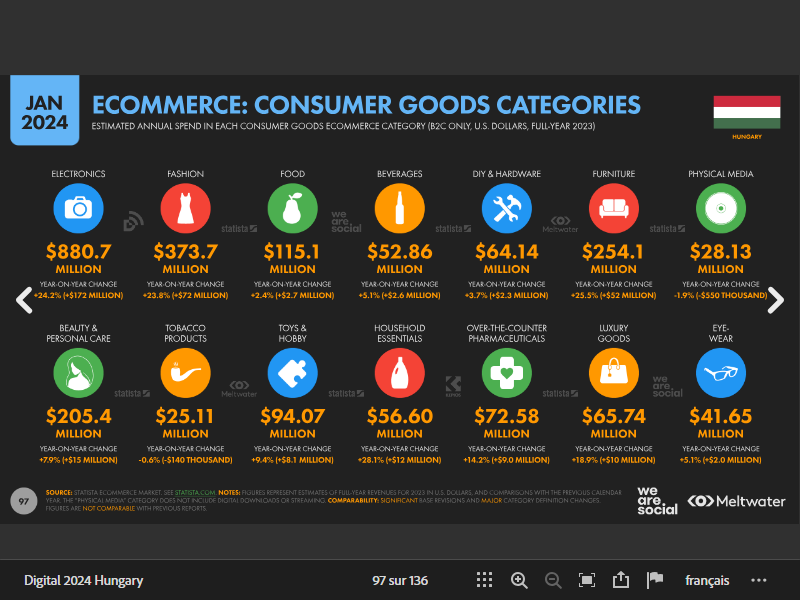 JAN
2024
ECOMMERCE: CONSUMER GOODS CATEGORIES
ESTIMATED ANNUAL SPEND IN EACH CONSUMER GOODS ECOMMERCE CATEGORY (B2C ONLY, U.S. DOLLARS, FULL-YEAR 2023)
HUNGARY
ELECTRONICS FASHION FOOD BEVERAGES DIY & HARDWARE FURNITURE PHYSICAL MEDIA
statista we are. social statista Meltwater statista
$880.7 $373.7 $115.1 $52.86 $64.14 $254.1 $28.13
MILLION MILLION MILLION MILLION MILLION MILLION MILLION
YEAR-ON-YEAR CHANGE YEAR-ON-YEAR CHANGE YEAR-ON-YEAR CHANGE YEAR-ON-YEAR CHANGE YEAR-ON-YEAR CHANGE YEAR-ON-YEAR CHANGE YEAR-ON-YEAR CHANGE
+24.2% (+$172 MILLION) +23.8% (+$72 MILLION) +2.4% (+$2.7 MILLION) +5.1% (+$2.6 MILLION) +3.7% (+$2.3 MILLION) +25.5% (+$52 MILLION) -1.9% (-$550 THOUSAND)
BEAUTY & TOBACCO TOYS & HOUSEHOLD OVER-THE-COUNTER LUXURY EYE-
PERSONAL CARE PRODUCTS HOBBY ESSENTIALS PHARMACEUTICALS GOODS WEAR
statista Meltwater statista KEPIOS statista we are. social
$205.4 $25.11 $94.07 $56.60 $72.58 $65.74 $41.65
MILLION MILLION MILLION MILLION MILLION MILLION MILLION
YEAR-ON-YEAR CHANGE YEAR-ON-YEAR CHANGE YEAR-ON-YEAR CHANGE YEAR-ON-YEAR CHANGE YEAR-ON-YEAR CHANGE YEAR-ON-YEAR CHANGE YEAR-ON-YEAR CHANGE
+7.9% (+$15 MILLION) -0.6% (-$140 THOUSAND) +9.4% (+$8.1 MILLION) +28.1% (+$12 MILLION) +14.2% (+$9.0 MILLION) +18.9% (+$10 MILLION) +5.1% (+$2.0 MILLION)
97
SOURCE: STATISTA ECOMMERCE MARKET. SEE STATISTA.COM. NOTES: FIGURES REPRESENT ESTIMATES OF FULL-YEAR REVENUES FOR 2023 IN U.S. DOLLARS, AND COMPARISONS WITH THE PREVIOUS CALENDAR
YEAR. THE "PHYSICAL MEDIA" CATEGORY DOES NOT INCLUDE DIGITAL DOWNLOADS OR STREAMING. COMPARABILITY: SIGNIFICANT BASE REVISIONS AND MAJOR CATEGORY DEFINITION CHANGES.
FIGURES ARE NOT COMPARABLE WITH PREVIOUS REPORTS.
we
are.
social
Meltwater
Digital 2024 Hungary 97 sur 136 français